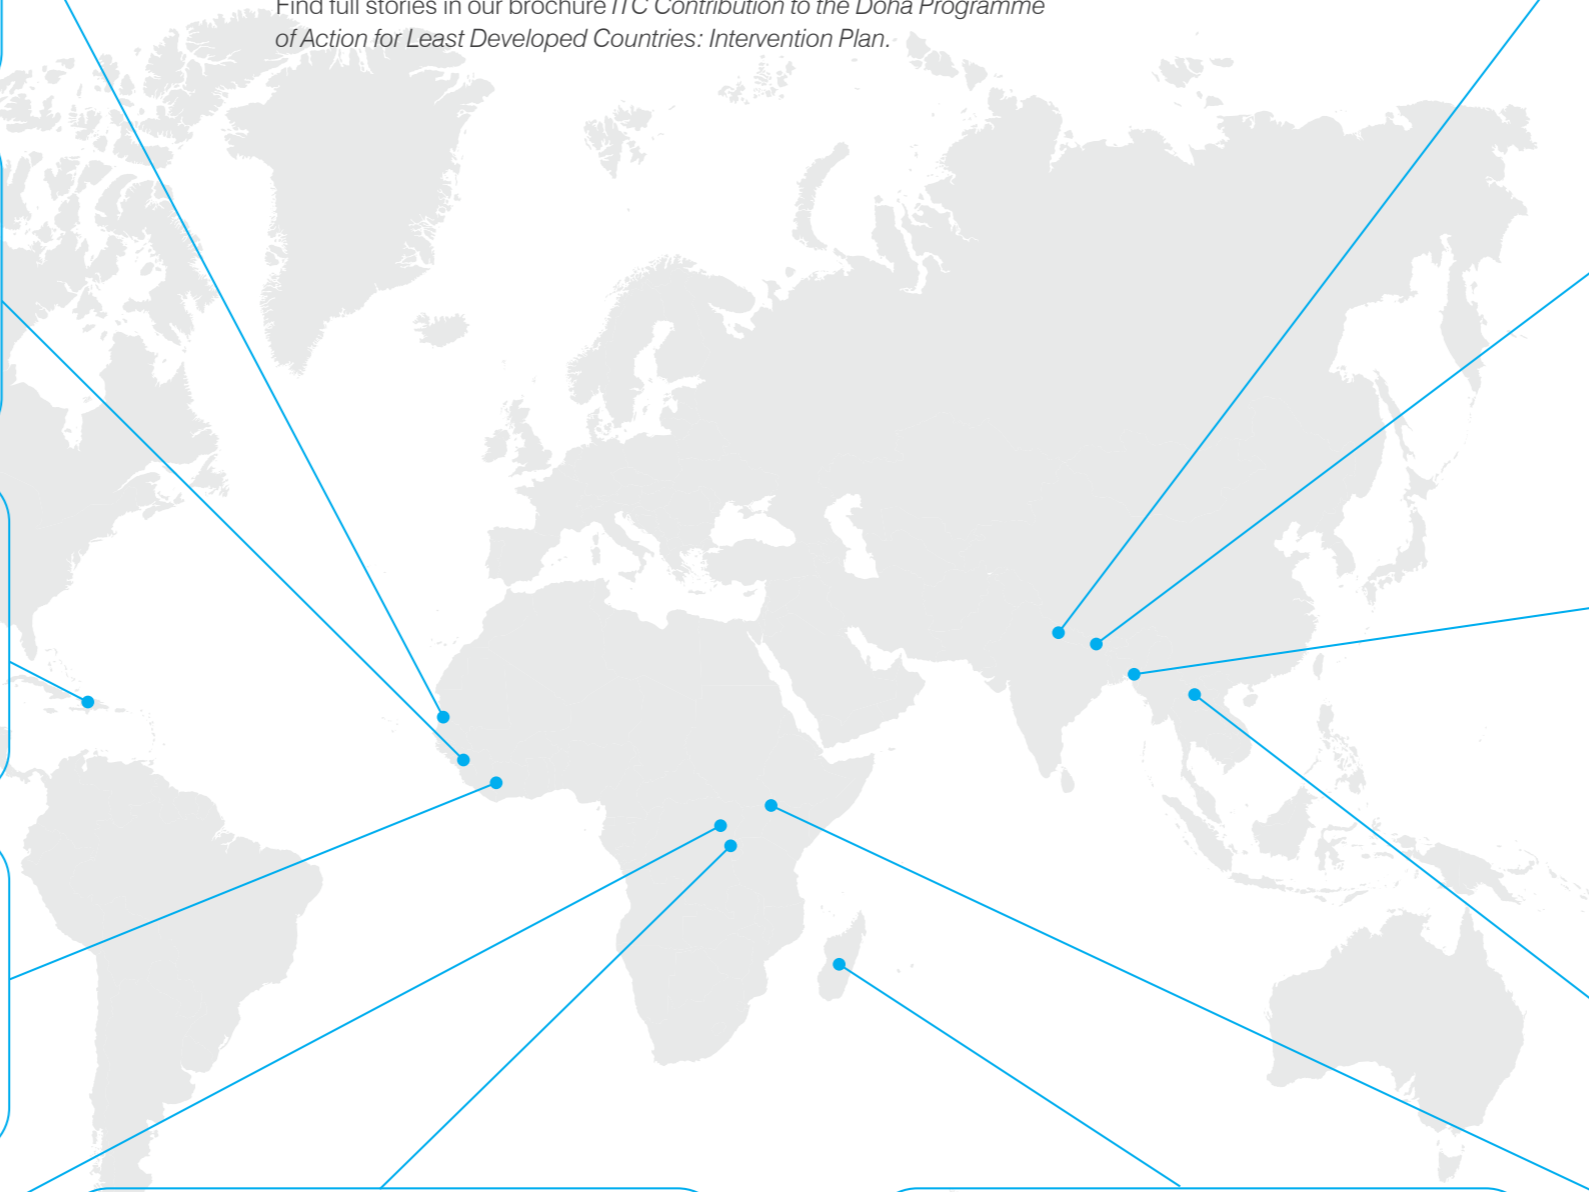 Find full stories in our brochure ITC Contribution to the Doha Programme
of Action for Least Developed Countries: Intervention Plan.